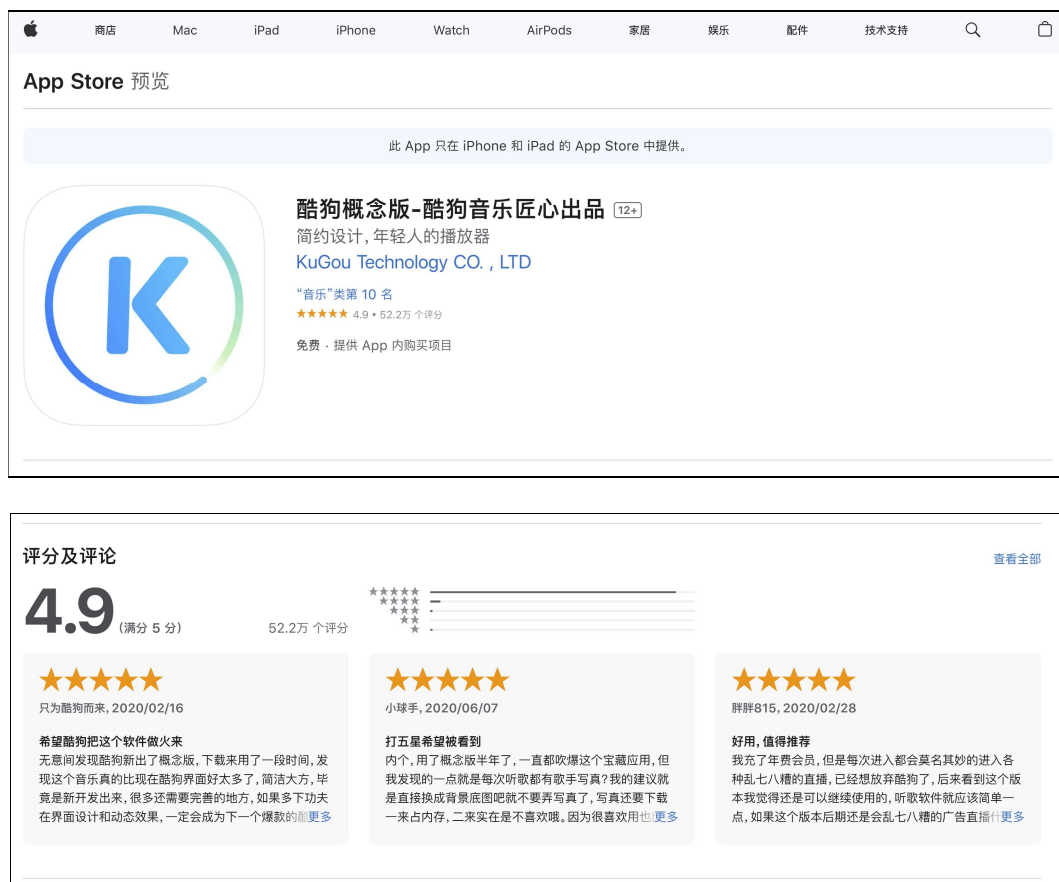 商店 Mac iPad iPhone Watch AirPods 家居 娱乐 配件 技术支持
App Store 预览
此 App 只在 iPhone 和 iPad 的 App Store 中提供。
K
酷狗概念版-酷狗音乐匠心出品 12+
简约设计,年轻人的播放器
KuGou Technology CO. , LTD
“音乐”类第 10 名
★★★★★ 4.9 • 52.2万 个评分
免费 · 提供 App 内购买项目
评分及评论 查看全部
4.9 (满分 5 分) 52.2万 个评分
★★★★★
★★★★
★★★
★★
★
★★★★★
只为酷狗而来, 2020/02/16
希望酷狗把这个软件做火来
无意间发现酷狗新出了概念版, 下载来用了一段时间, 发
现这个音乐真的比现在酷狗界面好太多了, 简洁大方, 毕
竟是新开发出来, 很多还需要完善的地方, 如果多下功夫
在界面设计和动态效果, 一定会成为下一个爆款的 更多
★★★★★
小球手, 2020/06/07
打五星希望被看到
内个, 用了概念版半年了, 一直都吹爆这个宝藏应用, 但
我发现的一点就是每次听歌都有歌手写真?我的建议就
是直接换成背景底图吧就不要弄写真了, 写真还要下载
一来占内存, 二来实在是不喜欢哦。因为很喜欢用也 更多
★★★★★
胖胖815, 2020/02/28
好用, 值得推荐
我充了年费会员, 但是每次进入都会莫名其妙的进入各
种乱七八糟的直播, 已经想放弃酷狗了, 后来看到这个版
本我觉得还是可以继续使用的, 听歌软件就应该简单一
点, 如果这个版本后期还是会乱七八糟的广告直播什 更多